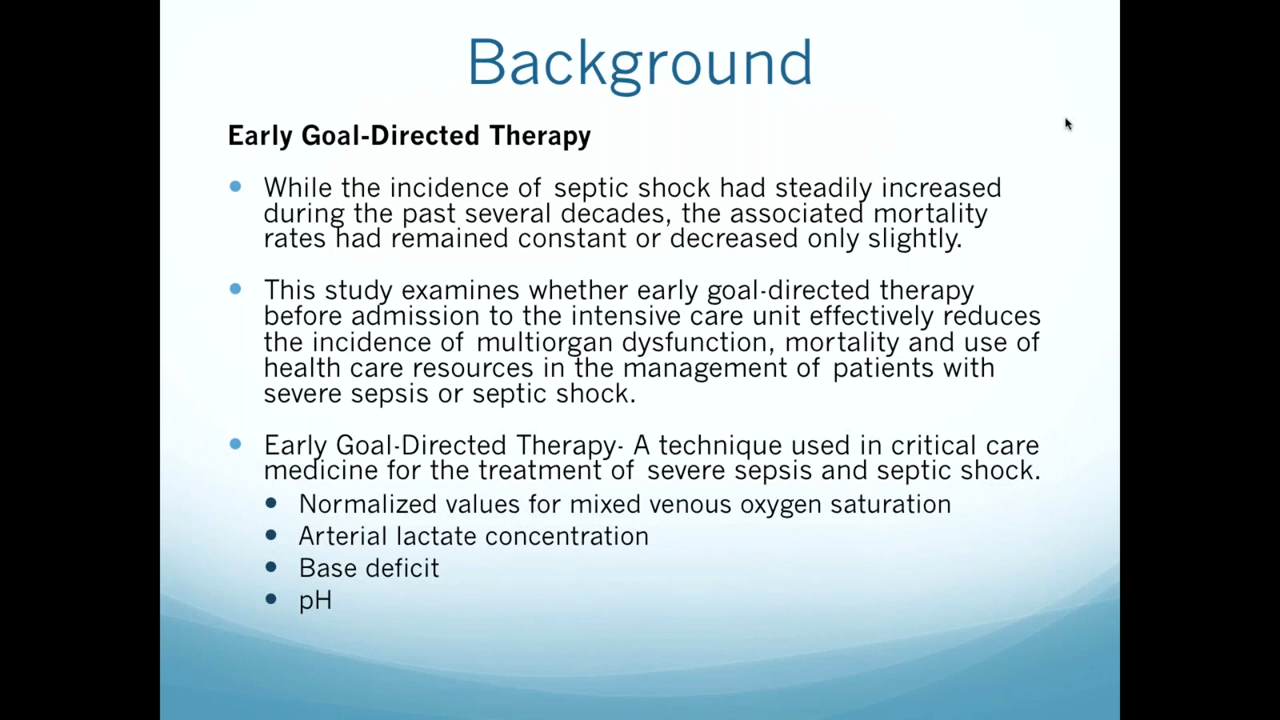 Background
Early Goal-Directed Therapy
• While the incidence of septic shock had steadily increased
during the past several decades, the associated mortality
rates had remained constant or decreased only slightly.
• This study examines whether early goal-directed therapy
before admission to the intensive care unit effectively reduces
the incidence of multiorgan dysfunction, mortality and use of
health care resources in the management of patients with
severe sepsis or septic shock.
• Early Goal-Directed Therapy- A technique used in critical care
medicine for the treatment of severe sepsis and septic shock.
• Normalized values for mixed venous oxygen saturation
• Arterial lactate concentration
• Base deficit
• pH